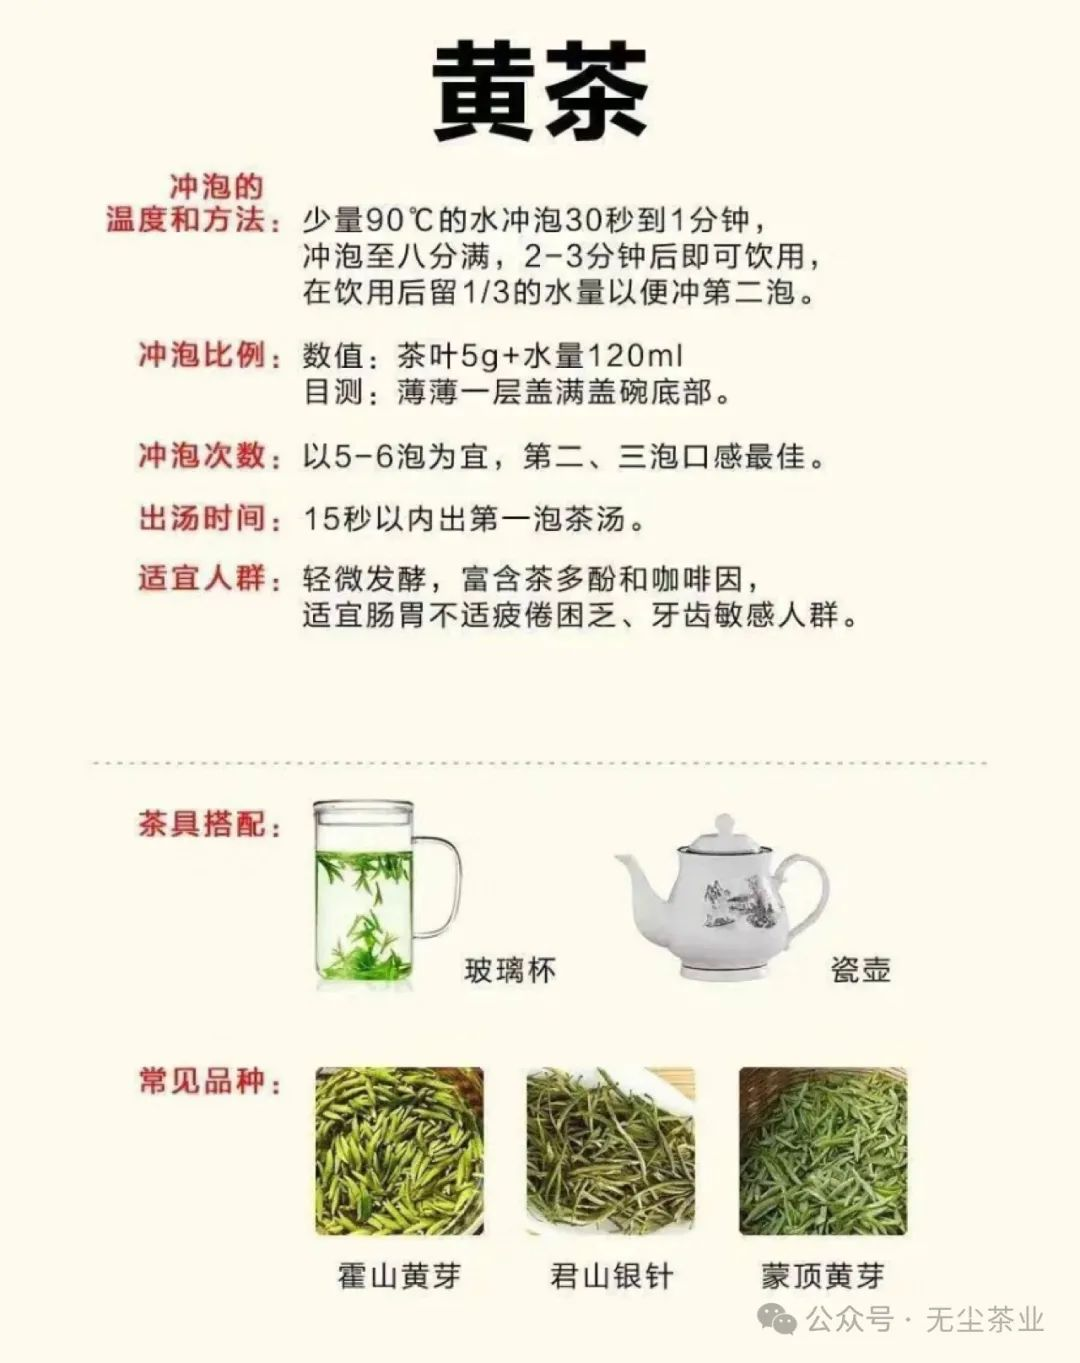 黄茶
冲泡的
温度和方法：少量90℃的水冲泡30秒到1分钟，
冲泡至八分满，2-3分钟后即可饮用，
在饮用后留1/3的水量以便冲第二泡。
冲泡比例：数值：茶叶5g+水量120ml
目测：薄薄一层盖满盖碗底部。
冲泡次数：以5-6泡为宜，第二、三泡口感最佳。
出汤时间：15秒以内出第一泡茶汤。
适宜人群：轻微发酵，富含茶多酚和咖啡因，
适宜肠胃不适疲倦困乏、牙齿敏感人群。
茶具搭配：
玻璃杯 瓷壶
常见品种：
霍山黄芽 君山银针 蒙顶黄芽
公众号·无尘茶业